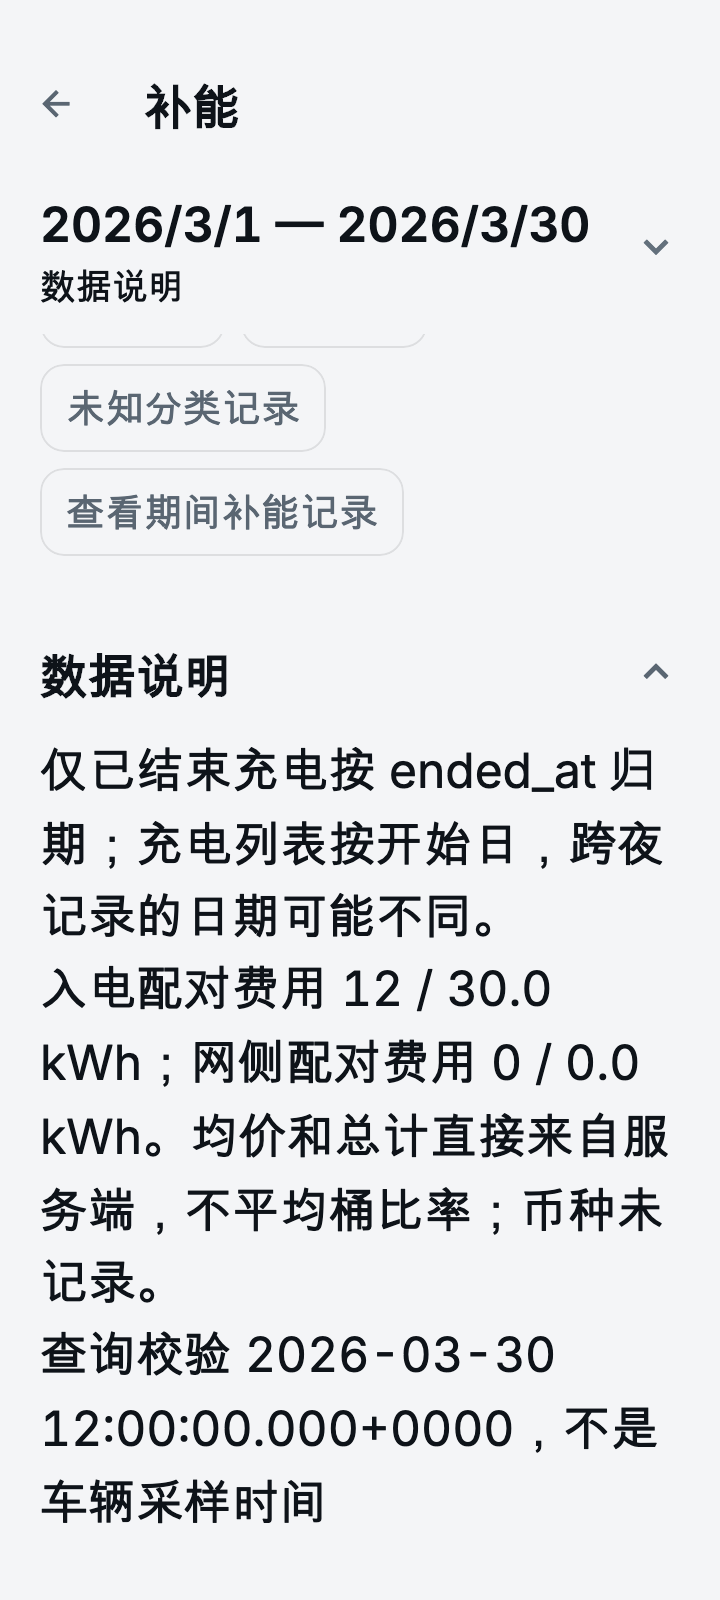 补能
2026/3/1 — 2026/3/30
数据说明
未知分类记录
查看期间补能记录
数据说明
仅已结束充电按 ended_at 归
期；充电列表按开始日，跨夜
记录的日期可能不同。
入电配对费用 12 / 30.0
kWh；网侧配对费用 0 / 0.0
kWh。均价和总计直接来自服
务端，不平均桶比率；币种未
记录。
查询校验 2026-03-30
12:00:00.000+0000，不是
车辆采样时间